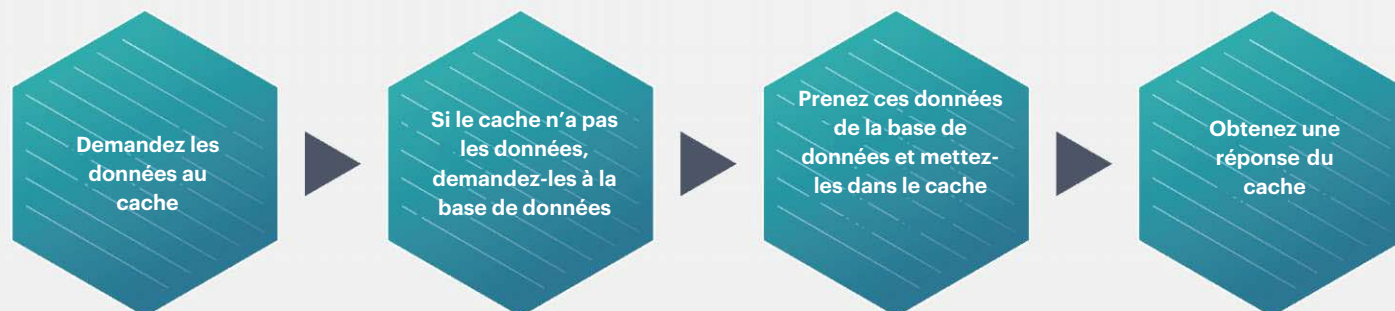 Demandez les
données au
cache
Si le cache n’a pas
les données,
demandez-les à la
base de données
Prenez ces données
de la base de
données et mettez-
les dans le cache
Obtenez une
réponse du
cache